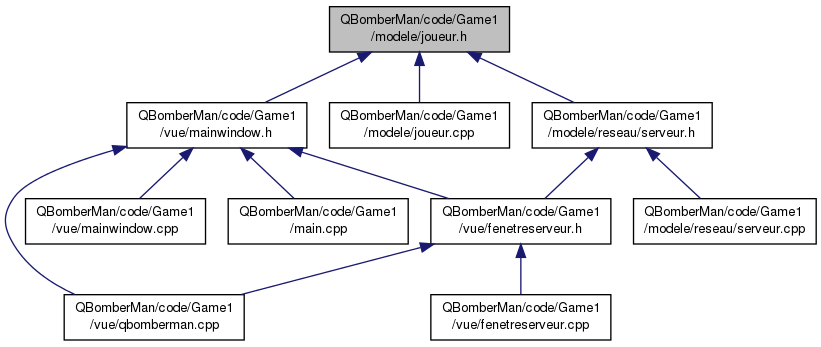 QBomberMan/code/Game1
/modele/joueur.h
QBomberMan/code/Game1
/vue/mainwindow.h
QBomberMan/code/Game1
/modele/joueur.cpp
QBomberMan/code/Game1
/modele/reseau/serveur.h
QBomberMan/code/Game1
/vue/mainwindow.cpp
QBomberMan/code/Game1
/main.cpp
QBomberMan/code/Game1
/vue/fenetreserveur.h
QBomberMan/code/Game1
/modele/reseau/serveur.cpp
QBomberMan/code/Game1
/vue/qbomberman.cpp
QBomberMan/code/Game1
/vue/fenetreserveur.cpp